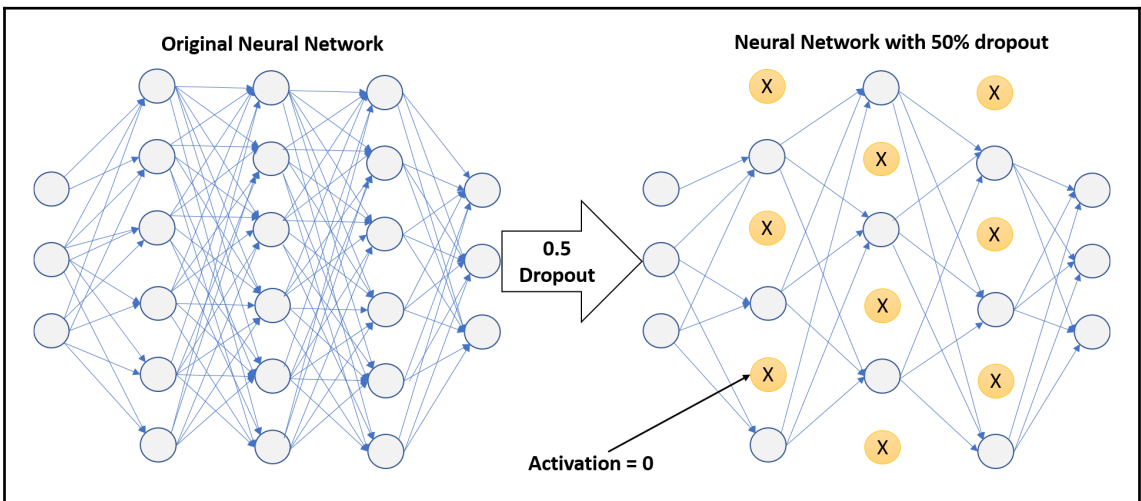 Original Neural Network
Neural Network with 50% dropout
X
X
X
X
X
0.5
Dropout
X
X
X
X
Activation = 0